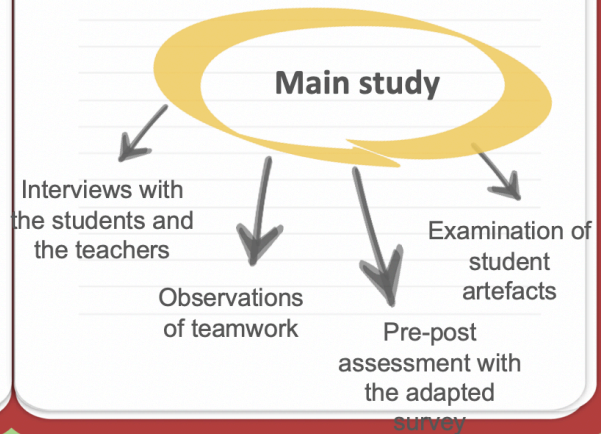 Main study
Interviews with
the students and
the teachers
Observations
of teamwork
Pre-post
assessment with
the adapted
survey
Examination of
student
artefacts